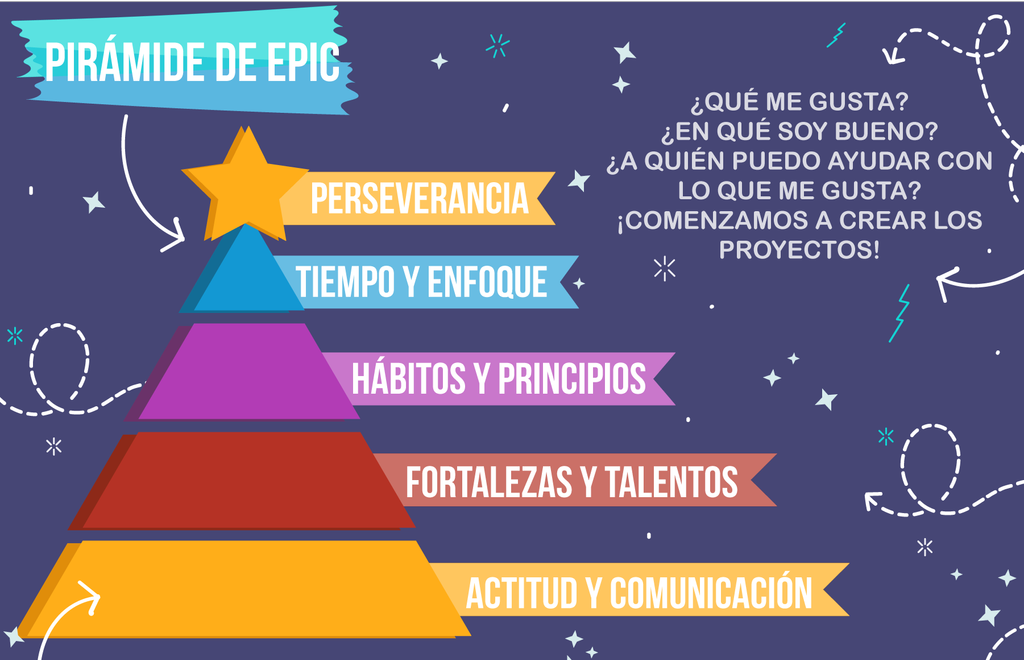 PIRÁMIDE DE EPIC
¿QUÉ ME GUSTA?
¿EN QUÉ SOY BUENO?
¿A QUIÉN PUEDO AYUDAR CON
LO QUE ME GUSTA?
¡COMENZAMOS A CREAR LOS
PROYECTOS!
PERSEVERANCIA
TIEMPO Y ENFOQUE
HÁBITOS Y PRINCIPIOS
FORTALEZAS Y TALENTOS
ACTITUD Y COMUNICACIÓN